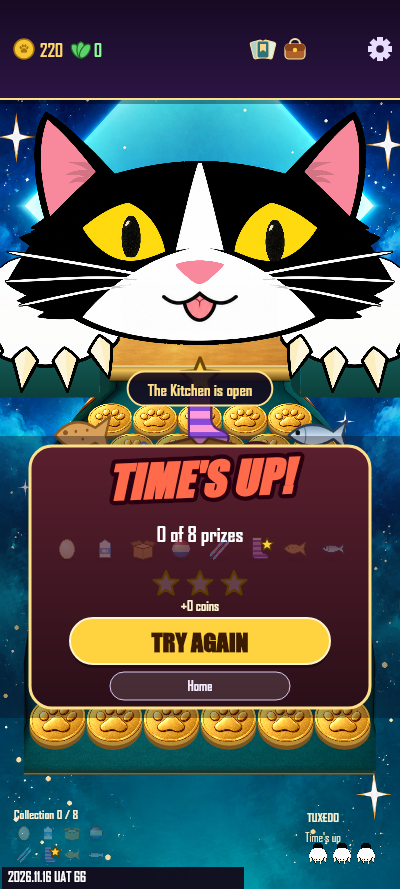 220
0
The Kitchen is open
TIME'S UP!
0 of 8 prizes
+0 coins
TRY AGAIN
Home
Collection 0 / 8
TUXEDO
Time's up
2026.11.16 UAT 66